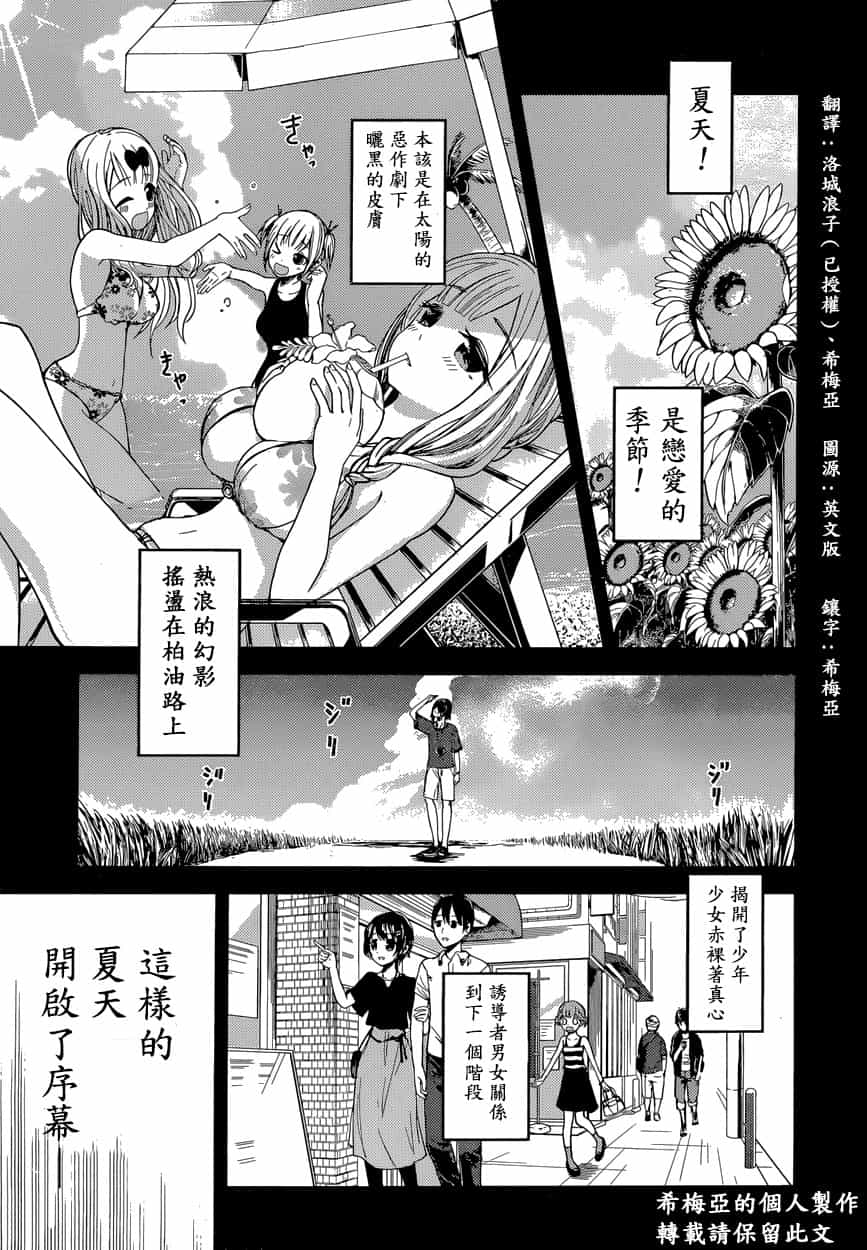 夏天！
是戀愛的
季節！
本該是在太陽的
惡作劇下
曬黑的皮膚
きゃっ
きゃっ
熱浪的幻影
搖盪在柏油路上
ジリ
ジリ
ジリ
揭開了少年
少女赤裸著真心
誘導者男女關係
到下一個階段
這樣的
夏天
開啟了序幕—
翻譯：洛城浪子（已授權）、希梅亞　圖源：英文版　鑲字：希梅亞
希梅亞的個人製作
轉載請保留此文